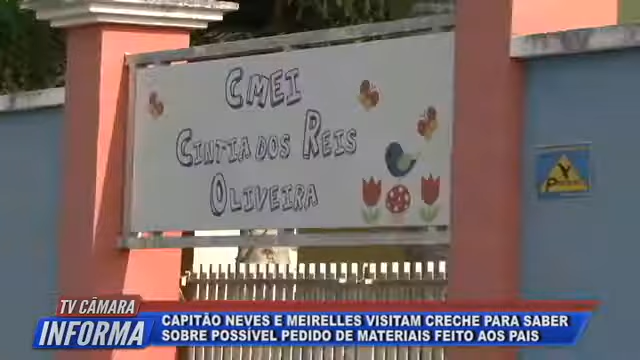 CMEI
CINTIA DOS REIS
OLIVEIRA
TV CÂMARA
INFORMA
CAPITÃO NEVES E MEIRELLES VISITAM CRECHE PARA SABER
SOBRE POSSÍVEL PEDIDO DE MATERIAIS FEITO AOS PAIS